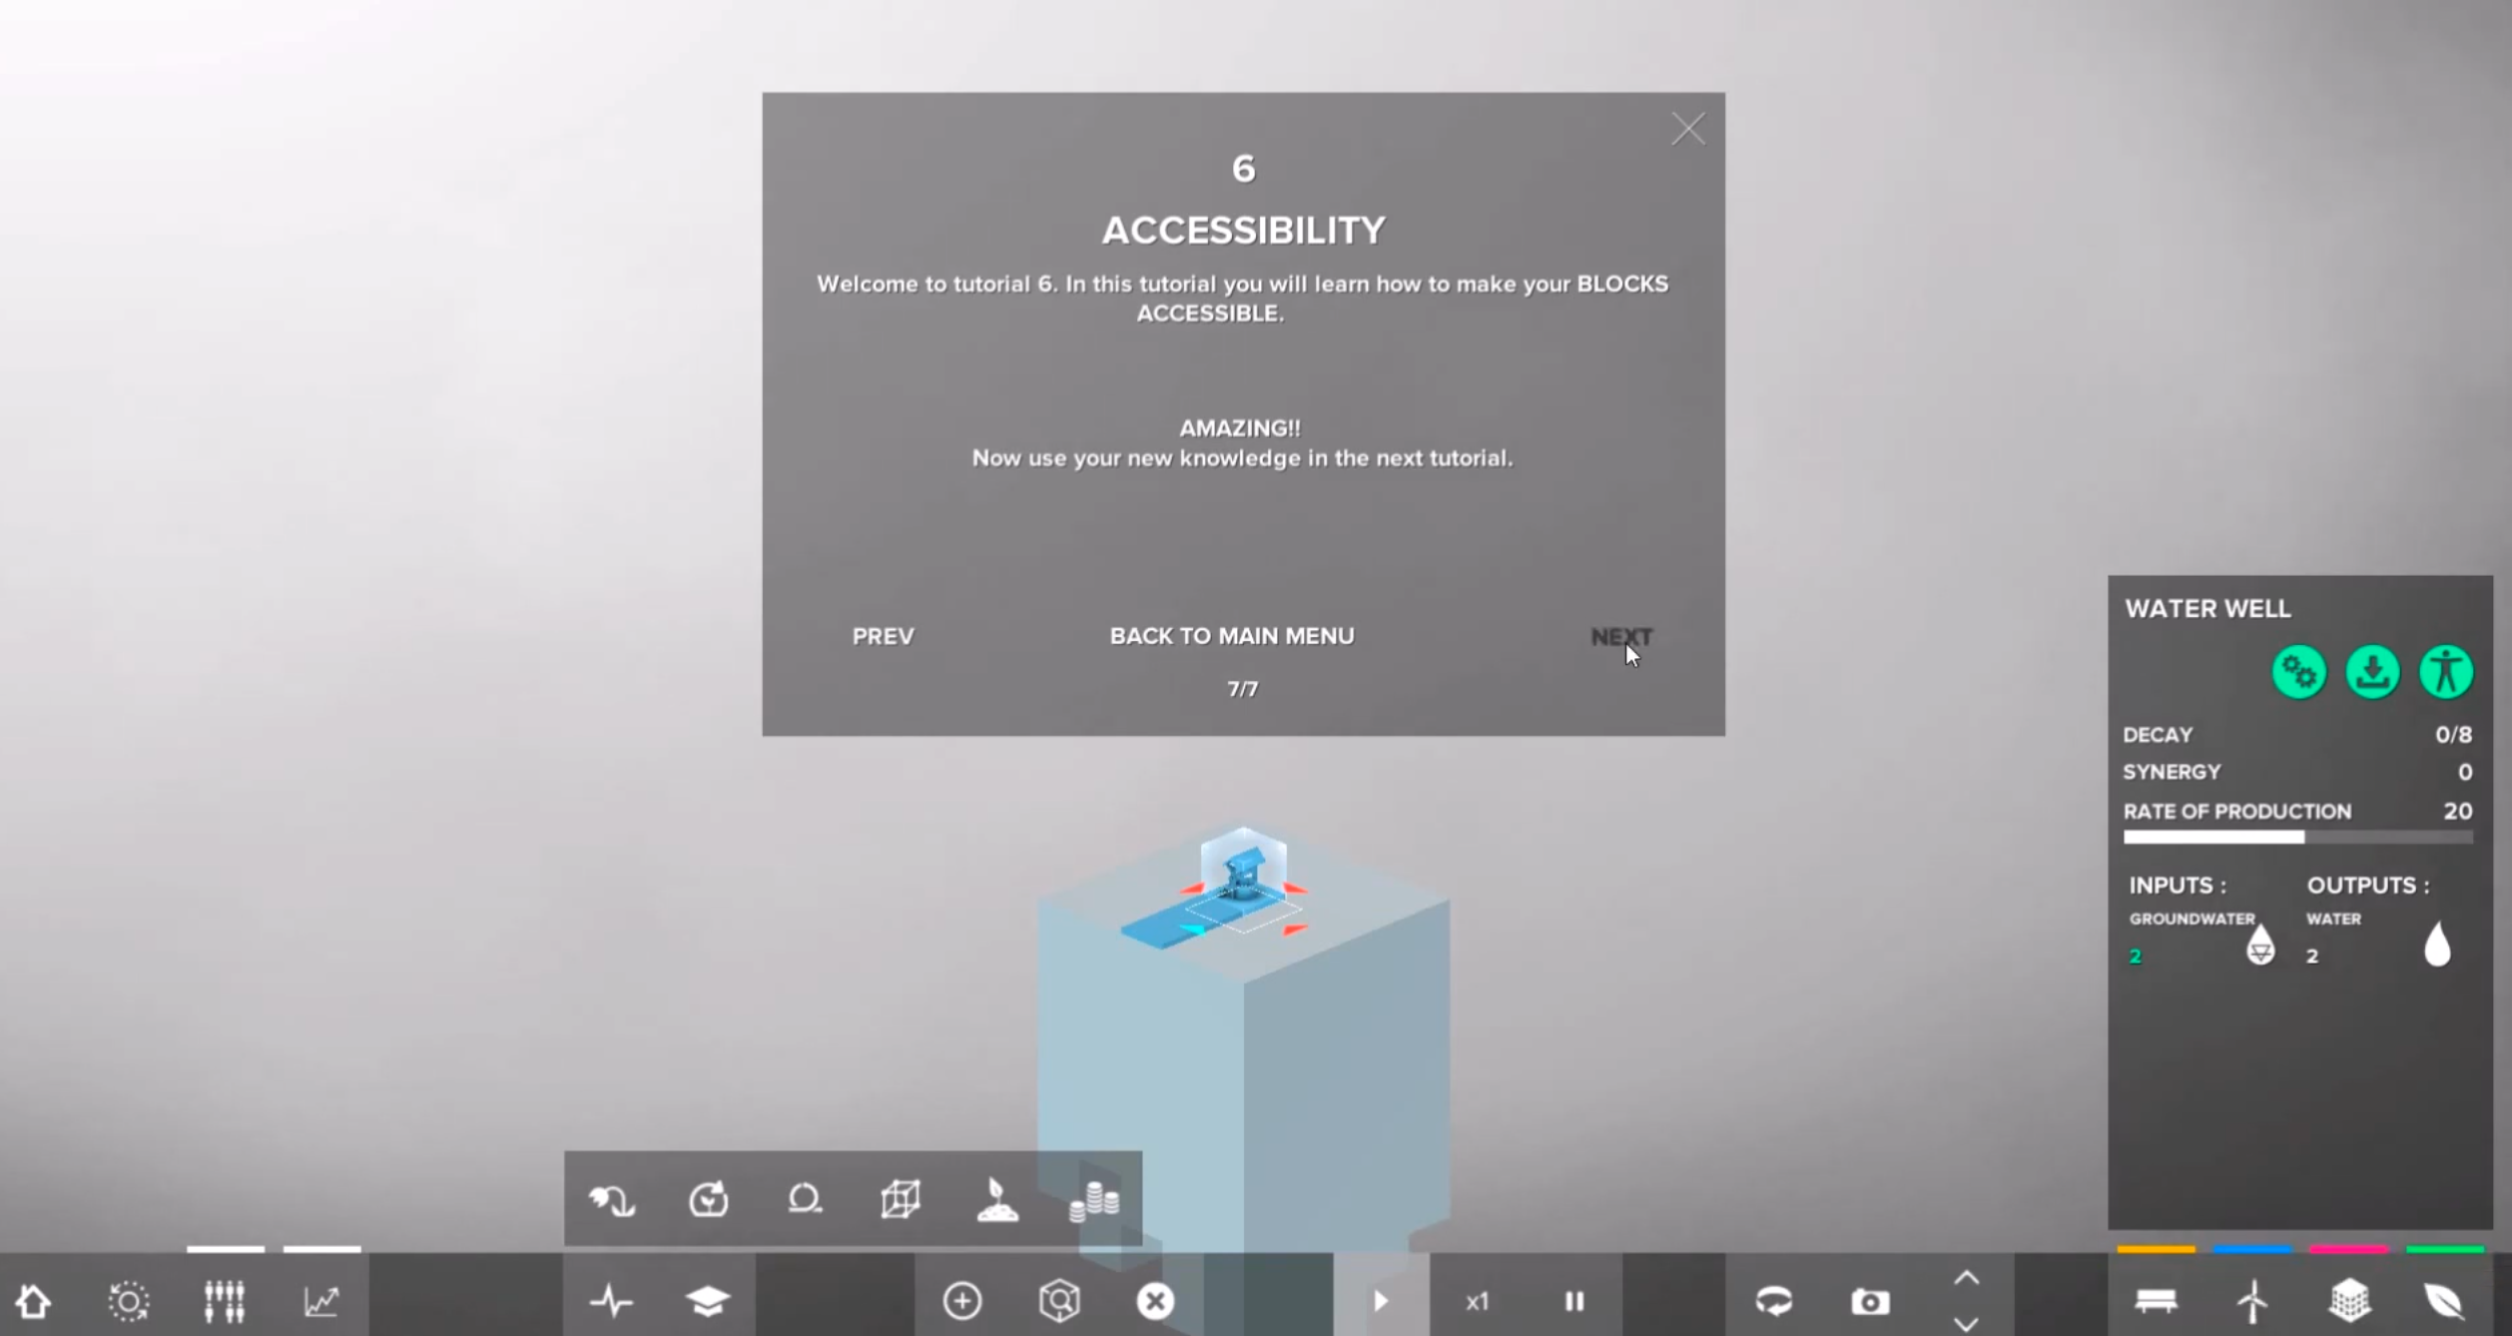 6
ACCESSIBILITY
Welcome to tutorial 6. In this tutorial you will learn how to make your BLOCKS
ACCESSIBLE.
AMAZING!!
Now use your new knowledge in the next tutorial.
PREV
BACK TO MAIN MENU
NEXT
7/7
WATER WELL
DECAY 0/8
SYNERGY 0
RATE OF PRODUCTION 20
INPUTS : OUTPUTS :
GROUNDWATER WATER
2 2
x1